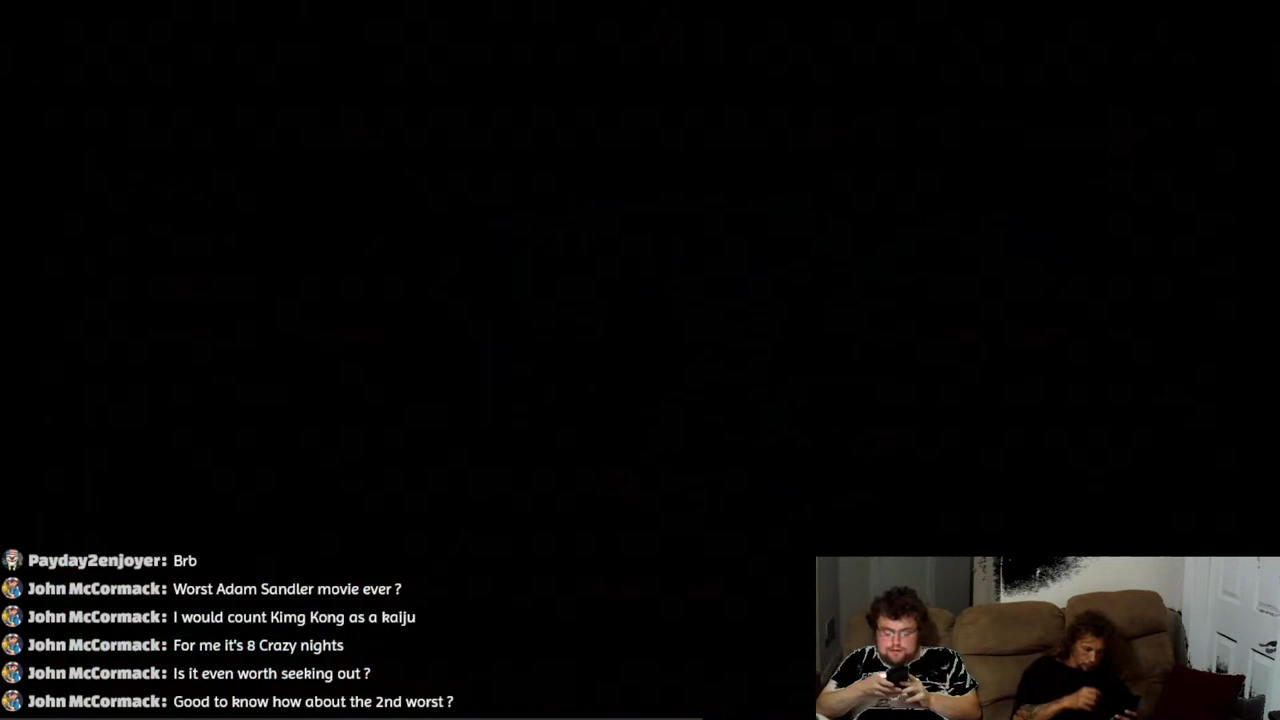 Payday2enjoyer: Brb
John McCormack: Worst Adam Sandler movie ever ?
John McCormack: I would count Kimg Kong as a kaiju
John McCormack: For me it's 8 Crazy nights
John McCormack: Is it even worth seeking out ?
John McCormack: Good to know how about the 2nd worst ?